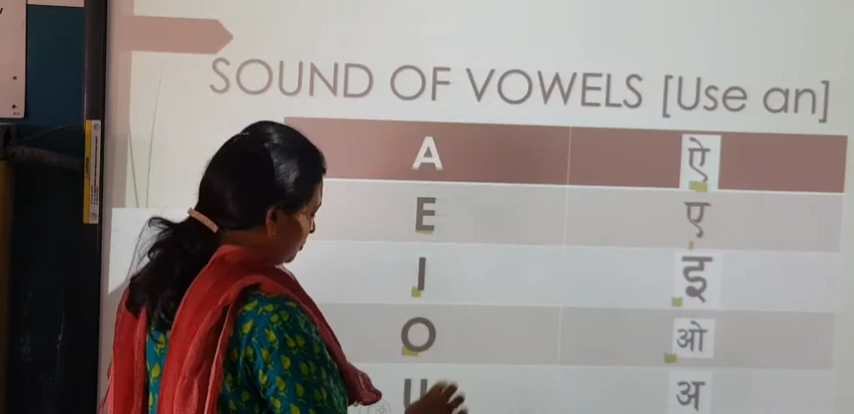 SOUND OF VOWELS [Use an]
A ऐ
E ए
I इ
O ओ
U अ